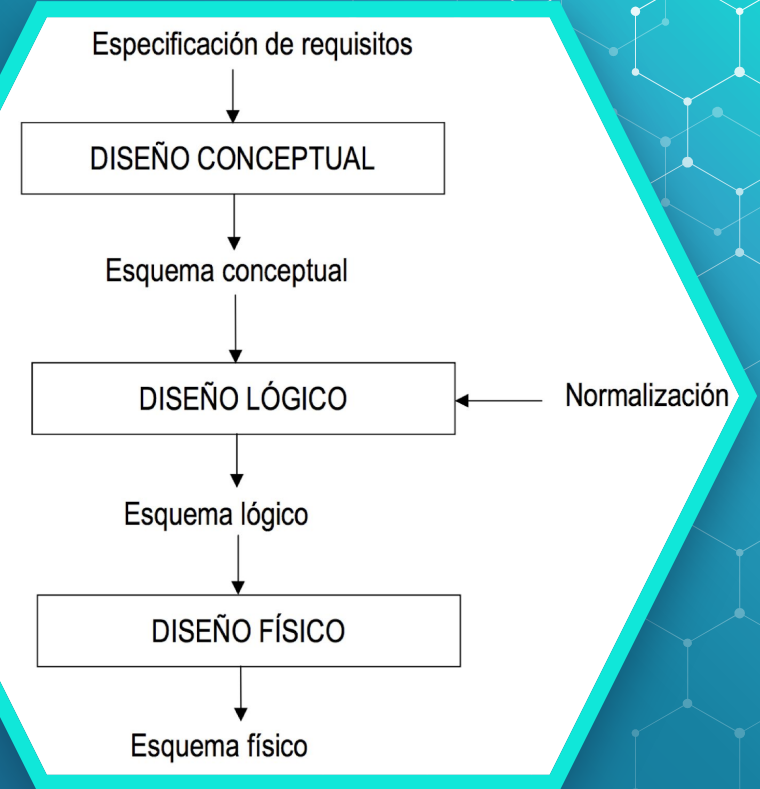 Especificación de requisitos
DISEÑO CONCEPTUAL
Esquema conceptual
DISEÑO LÓGICO
Normalización
Esquema lógico
DISEÑO FÍSICO
Esquema físico